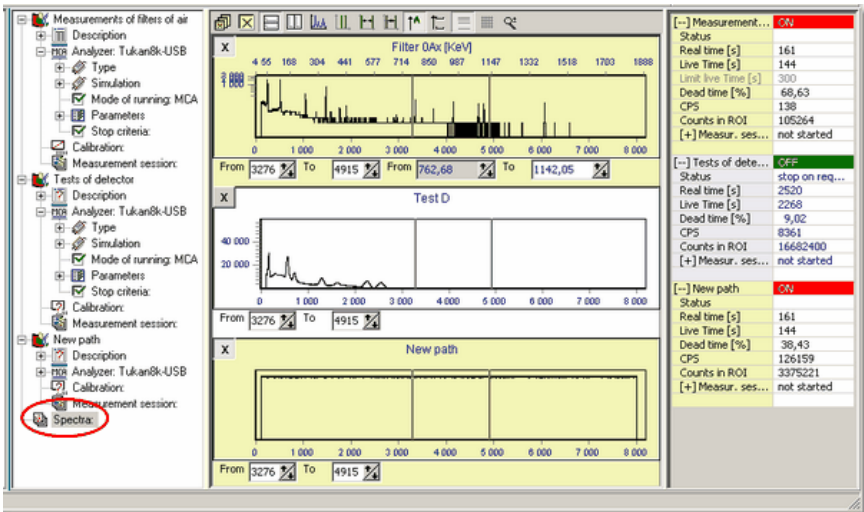 Measurements of filters of air
Description
Analyzer: Tukan8k-USB
Type
Simulation
Mode of running: MCA
Parameters
Stop criteria:
Calibration:
Measurement session:
Tests of detector
Description
Analyzer: Tukan8k-USB
Type
Simulation
Mode of running: MCA
Parameters
Stop criteria:
Calibration:
Measurement session:
New path
Description
Analyzer: Tukan8k-USB
Calibration:
Measurement session:
Spectra:
X Filter 0Ax [KeV]
4 55 168 304 441 577 714 850 987 1147 1332 1518 1703 1888
0 1 000 2 000 3 000 4 000 5 000 6 000 7 000 8 000
From 3276 To 4915 From 762,68 To 1142,05
X Test D
40 000
20 000
0 1 000 2 000 3 000 4 000 5 000 6 000 7 000 8 000
From 3276 To 4915
X New path
0 1 000 2 000 3 000 4 000 5 000 6 000 7 000 8 000
From 3276 To 4915
[--] Measurement... ON
Status
Real time [s] 161
Live Time [s] 144
Limit live Time [s] 300
Dead time [%] 68,63
CPS 138
Counts in ROI 105264
[+] Measur. ses... not started
[--] Tests of dete... OFF
Status stop on req...
Real time [s] 2520
Live Time [s] 2268
Dead time [%] 9,02
CPS 8361
Counts in ROI 16682400
[+] Measur. ses... not started
[--] New path ON
Status
Real time [s] 161
Live Time [s] 144
Dead time [%] 38,43
CPS 126159
Counts in ROI 3375221
[+] Measur. ses... not started